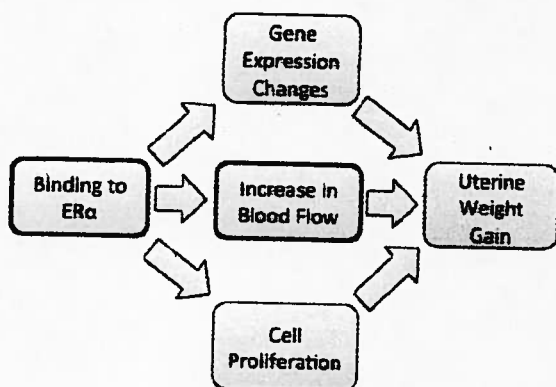 Gene
Expression
Changes
Binding to
ERα
Increase in
Blood Flow
Uterine
Weight
Gain
Cell
Proliferation